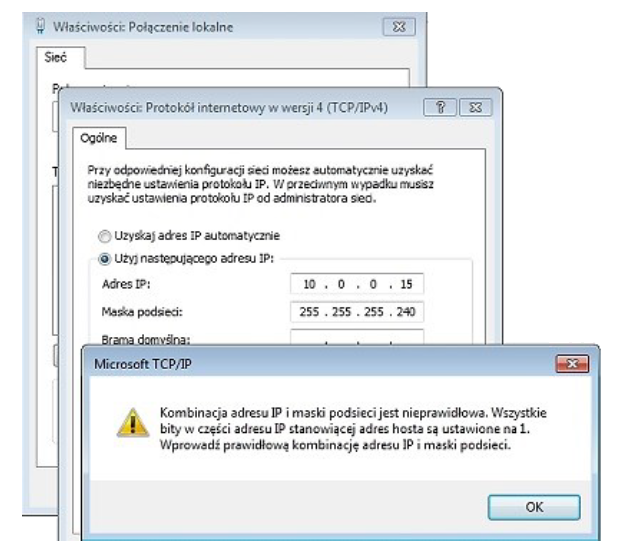 Właściwości: Połączenie lokalne
Sieć
Właściwości: Protokół internetowy w wersji 4 (TCP/IPv4)
Ogólne
Przy odpowiedniej konfiguracji sieci możesz automatycznie uzyskać
niezbędne ustawienia protokołu IP. W przeciwnym wypadku musisz
uzyskać ustawienia protokołu IP od administratora sieci.
Uzyskaj adres IP automatycznie
Użyj następującego adresu IP:
Adres IP: 10 . 0 . 0 . 15
Maska podsieci: 255 . 255 . 255 . 240
Brama domyślna: . . .
Microsoft TCP/IP
Kombinacja adresu IP i maski podsieci jest nieprawidłowa. Wszystkie
bity w części adresu IP stanowiącej adres hosta są ustawione na 1.
Wprowadź prawidłową kombinację adresu IP i maski podsieci.
OK